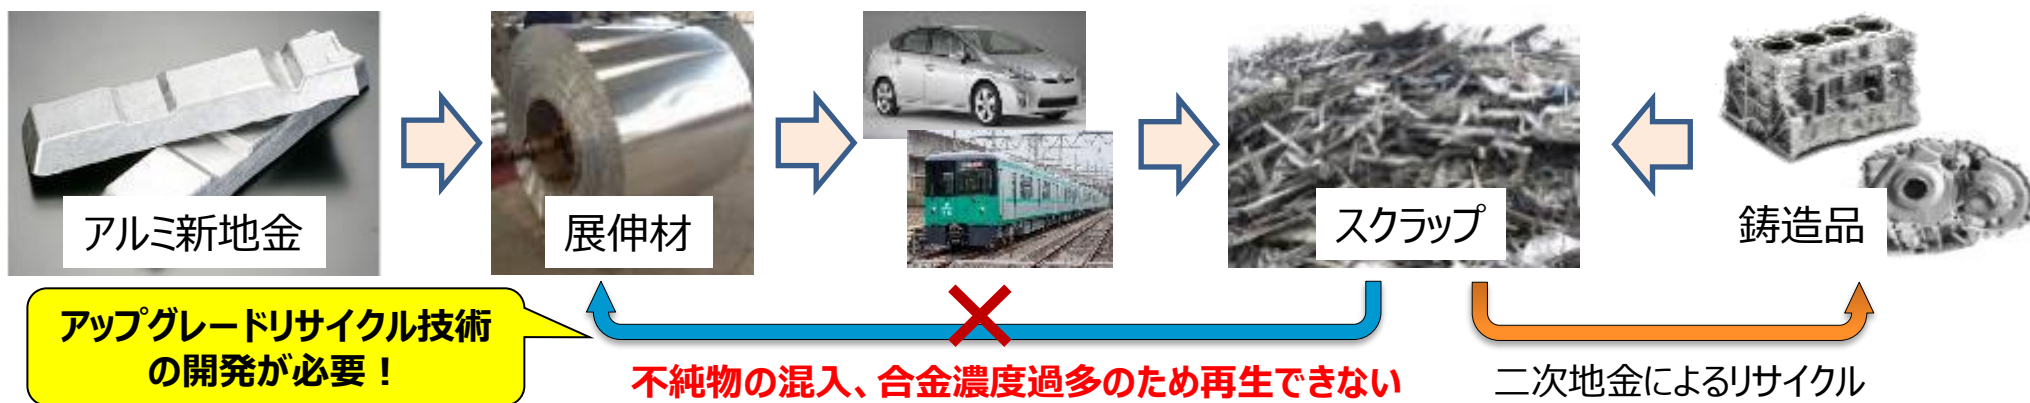 アルミ新地金
展伸材
スクラップ
鋳造品
アップグレードリサイクル技術
の開発が必要！
不純物の混入、合金濃度過多のため再生できない
二次地金によるリサイクル